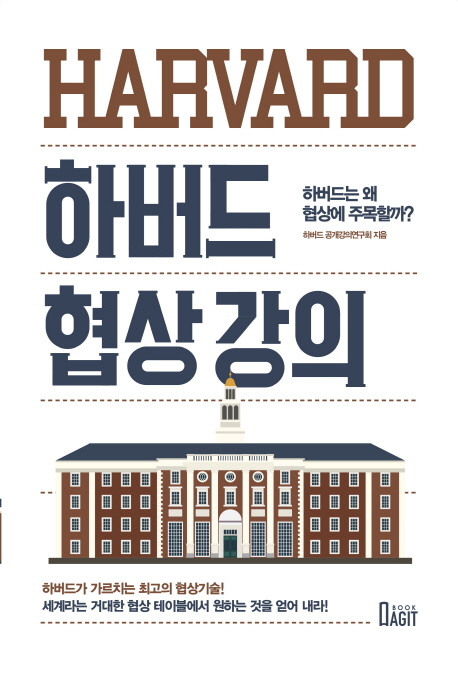 HARVARD
하버드
하버드는 왜
협상에 주목할까?
하버드 공개강의연구회 지음
협상 강의
하버드가 가르치는 최고의 협상기술!
세계라는 거대한 협상 테이블에서 원하는 것을 얻어 내라!
BOOK
AGIT